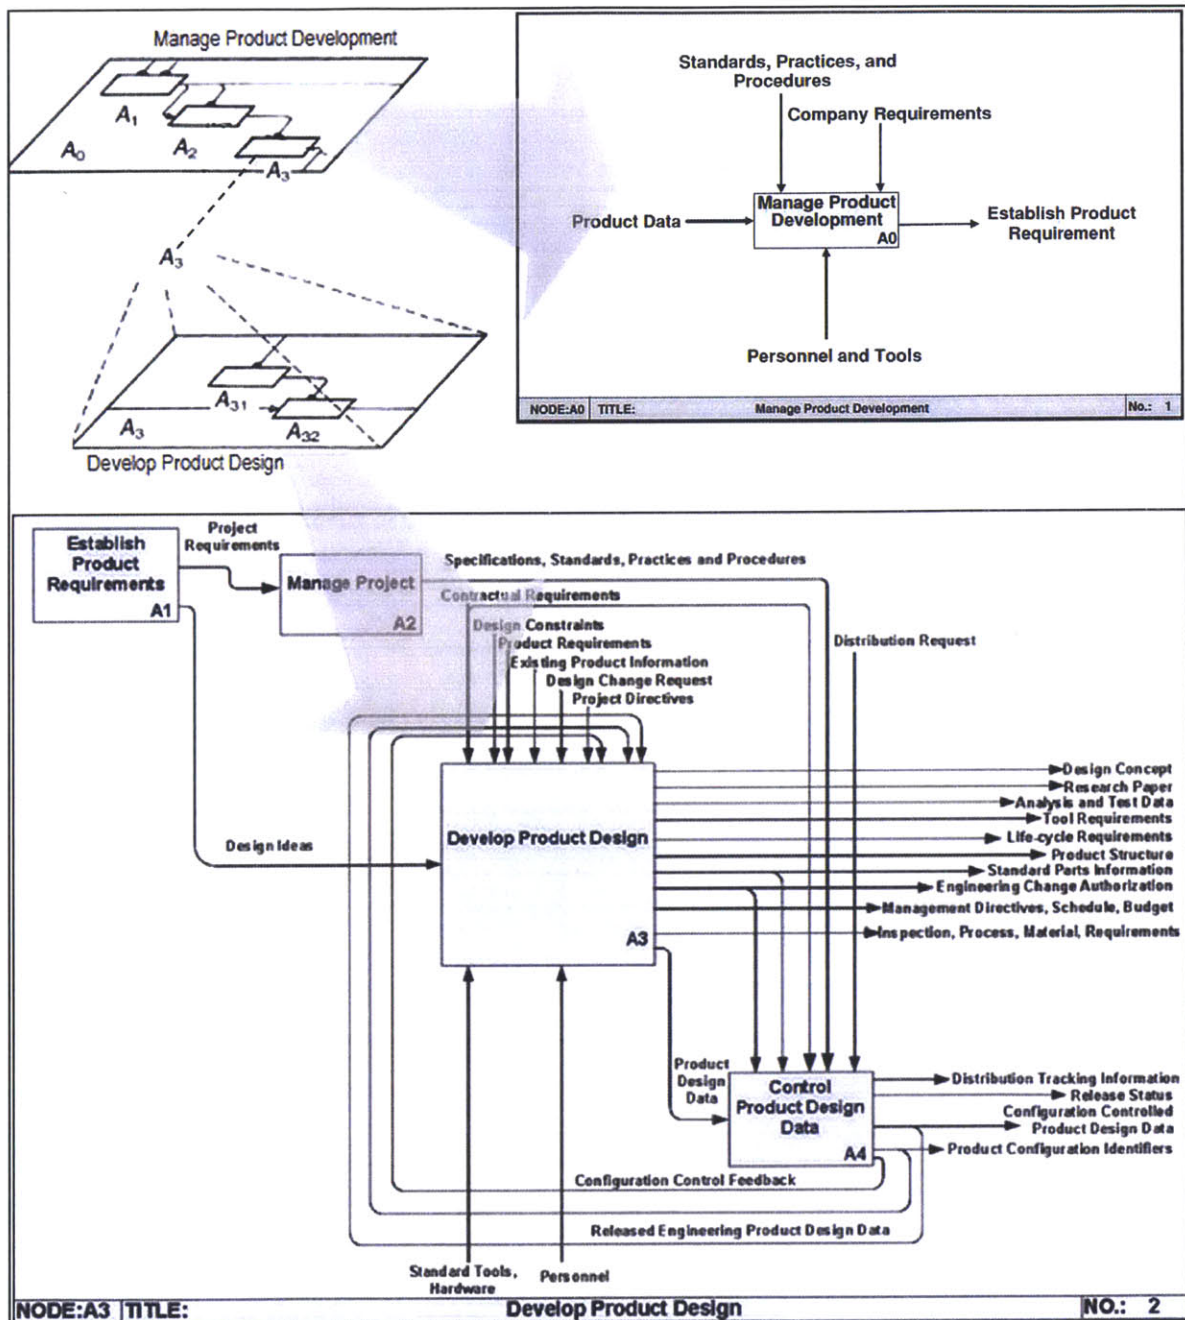 Manage Product Development
A1
A0
A2
A3
A3
A31
A3
A32
Develop Product Design
Standards, Practices, and
Procedures
Company Requirements
Product Data
Manage Product
Development
A0
Establish Product
Requirement
Personnel and Tools
NODE:A0 TITLE: Manage Product Development No.: 1
Establish
Product
Requirements
A1
Project
Requirements
Manage Project
A2
Specifications, Standards, Practices and Procedures
Contractual Requirements
Design Constraints
Product Requirements
Existing Product Information
Design Change Request
Project Directives
Distribution Request
Design Ideas
Develop Product Design
A3
Design Concept
Research Paper
Analysis and Test Data
Tool Requirements
Life-cycle Requirements
Product Structure
Standard Parts Information
Engineering Change Authorization
Management Directives, Schedule, Budget
Inspection, Process, Material, Requirements
Product
Design
Data
Control
Product Design
Data
A4
Distribution Tracking Information
Release Status
Configuration Controlled
Product Design Data
Product Configuration Identifiers
Configuration Control Feedback
Released Engineering Product Design Data
Standard Tools,
Hardware
Personnel
NODE:A3 TITLE: Develop Product Design NO.: 2